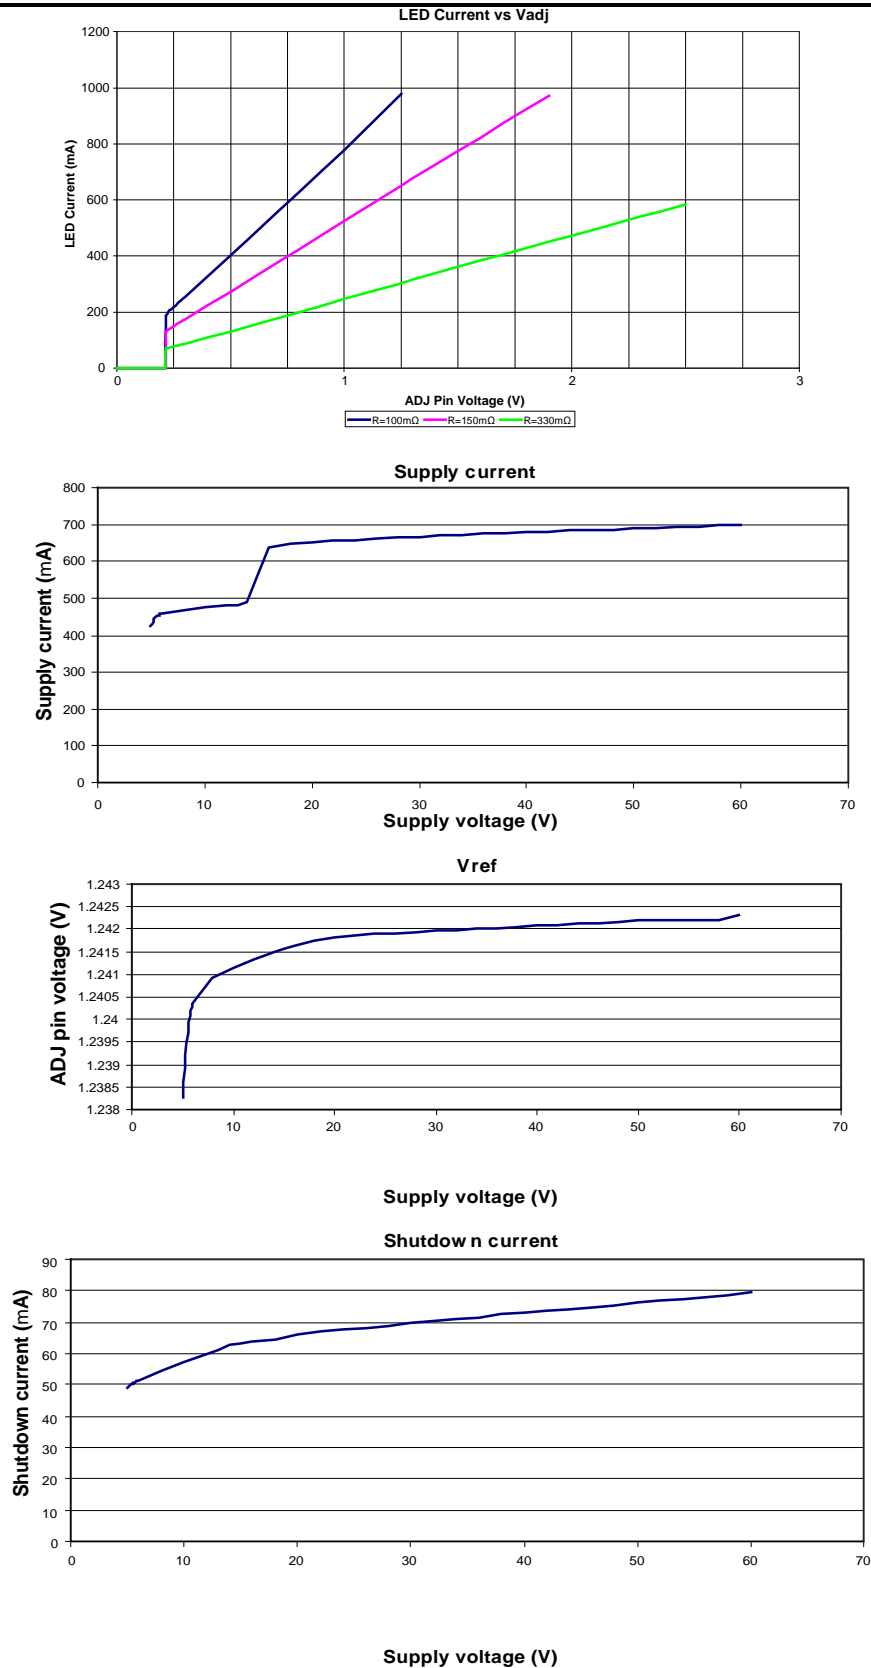 LED Current vs Vadj
1200
1000
800
600
400
200
0
LED Current (mA)
0 1 2 3
ADJ Pin Voltage (V)
R=100mΩ R=150mΩ R=330mΩ
Supply current
800
700
600
500
400
300
200
100
0
Supply current (mA)
0 10 20 30 40 50 60 70
Supply voltage (V)
Vref
1.243
1.2425
1.242
1.2415
1.241
1.2405
1.24
1.2395
1.239
1.2385
1.238
ADJ pin voltage (V)
0 10 20 30 40 50 60 70
Supply voltage (V)
Shutdown current
90
80
70
60
50
40
30
20
10
0
Shutdown current (mA)
0 10 20 30 40 50 60 70
Supply voltage (V)